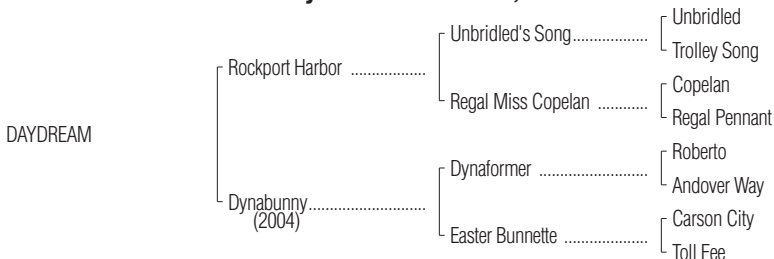 Unbridled
Unbridled's Song..................
Trolley Song
Rockport Harbor ..................
Copelan
Regal Miss Copelan ............
Regal Pennant
DAYDREAM
Roberto
Dynaformer ..........................
Andover Way
Dynabunny............................
(2004)
Carson City
Easter Bunnette ....................
Toll Fee